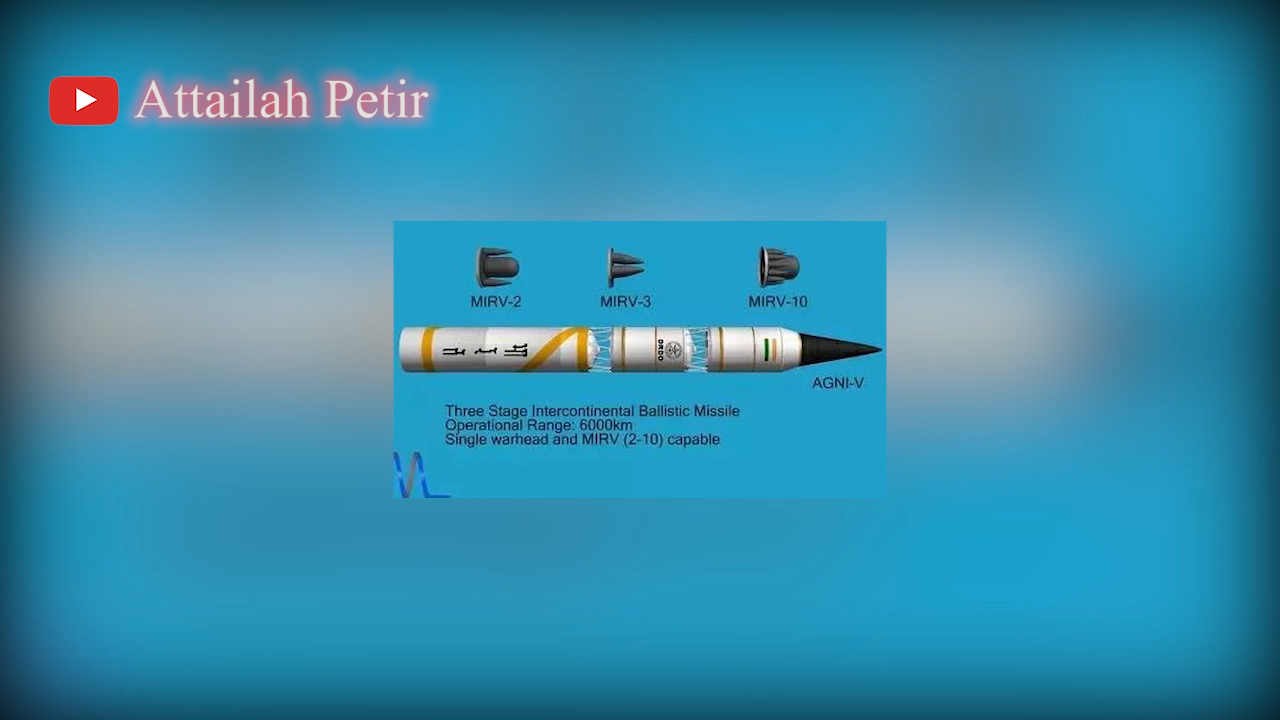 Attailah Petir
MIRV-2
MIRV-3
MIRV-10
DRDO
AGNI-V
Three Stage Intercontinental Ballistic Missile
Operational Range: 6000km
Single warhead and MIRV (2-10) capable